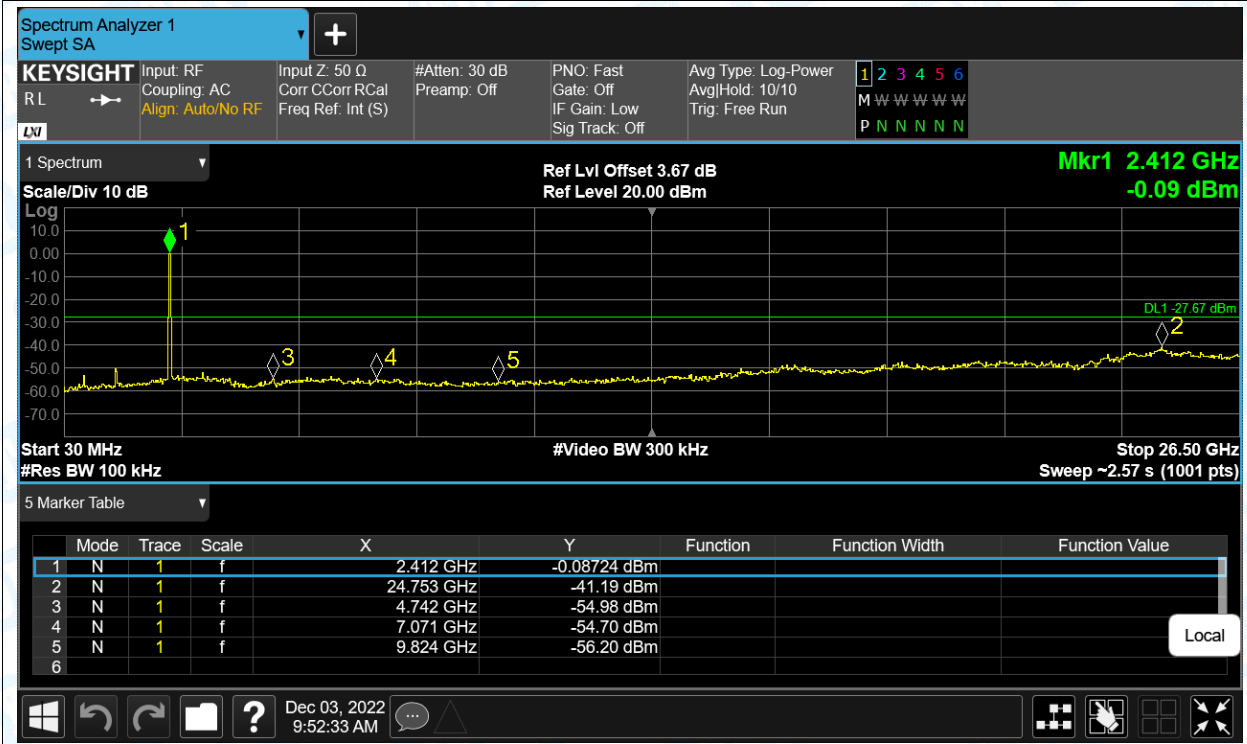 Spectrum Analyzer 1
Swept SA
KEYSIGHT
R L
LXI
Input: RF
Coupling: AC
Align: Auto/No RF
Input Z: 50 Ω
Corr CCorr RCal
Freq Ref: Int (S)
#Atten: 30 dB
Preamp: Off
PNO: Fast
Gate: Off
IF Gain: Low
Sig Track: Off
Avg Type: Log-Power
Avg|Hold: 10/10
Trig: Free Run
1 2 3 4 5 6
M W W W W W
P N N N N N
1 Spectrum
Scale/Div 10 dB
Ref Lvl Offset 3.67 dB
Ref Level 20.00 dBm
Mkr1 2.412 GHz
-0.09 dBm
Log
10.0
0.00
-10.0
-20.0
-30.0
-40.0
-50.0
-60.0
-70.0
1
DL1 -27.67 dBm
2
3
4
5
Start 30 MHz
#Res BW 100 kHz
#Video BW 300 kHz
Stop 26.50 GHz
Sweep ~2.57 s (1001 pts)
5 Marker Table
Mode Trace Scale X Y Function Function Width Function Value
1 N 1 f 2.412 GHz -0.08724 dBm
2 N 1 f 24.753 GHz -41.19 dBm
3 N 1 f 4.742 GHz -54.98 dBm
4 N 1 f 7.071 GHz -54.70 dBm
5 N 1 f 9.824 GHz -56.20 dBm
6
Local
?
Dec 03, 2022
9:52:33 AM